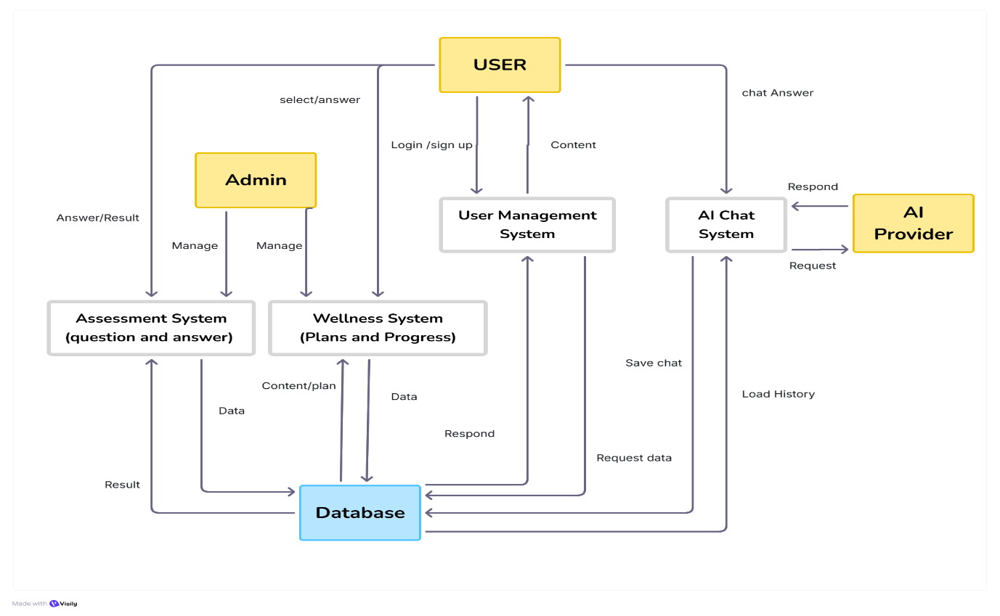 USER
chat Answer
select/answer
Login /sign up
Content
Admin
Respond
AI
Provider
User Management
System
AI Chat
System
Answer/Result
Manage
Manage
Request
Assessment System
(question and answer)
Wellness System
(Plans and Progress)
Save chat
Content/plan
Data
Load History
Data
Respond
Request data
Result
Database
Made with Visily